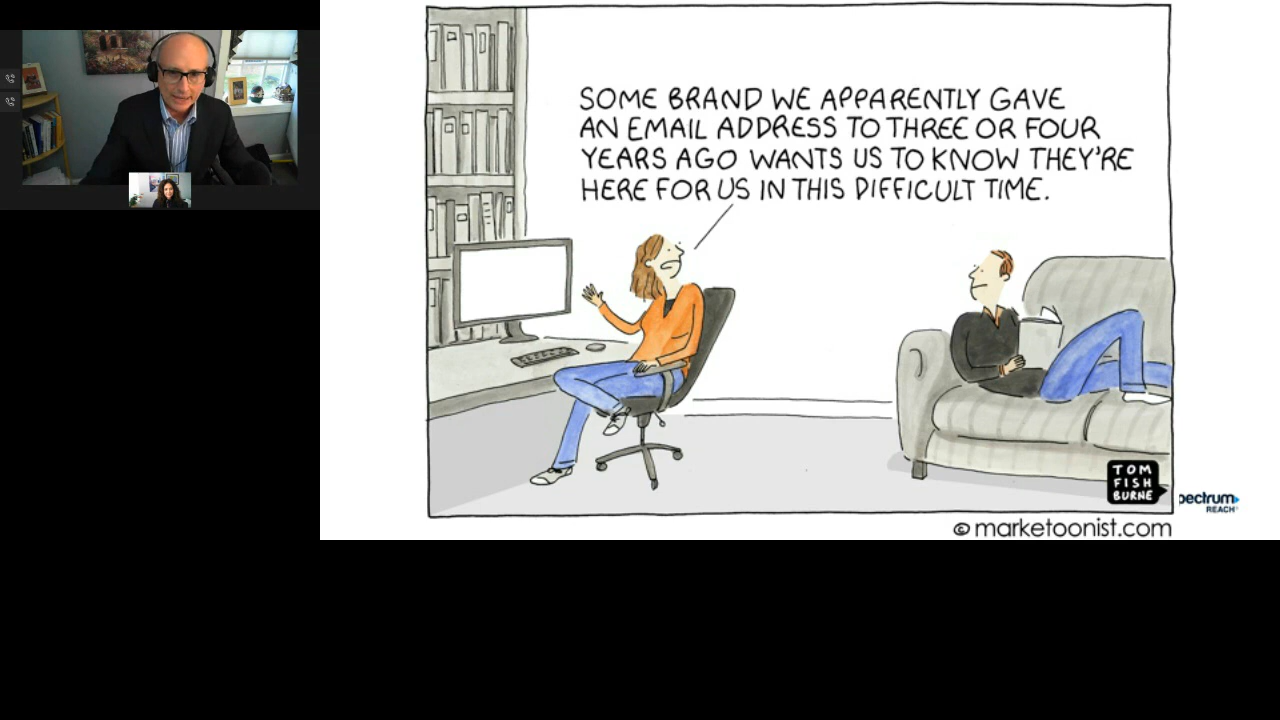 SOME BRAND WE APPARENTLY GAVE
AN EMAIL ADDRESS TO THREE OR FOUR
YEARS AGO WANTS US TO KNOW THEY'RE
HERE FOR US IN THIS DIFFICULT TIME.
TOM
FISH
BURNE
pectrum
REACH
© marketoonist.com